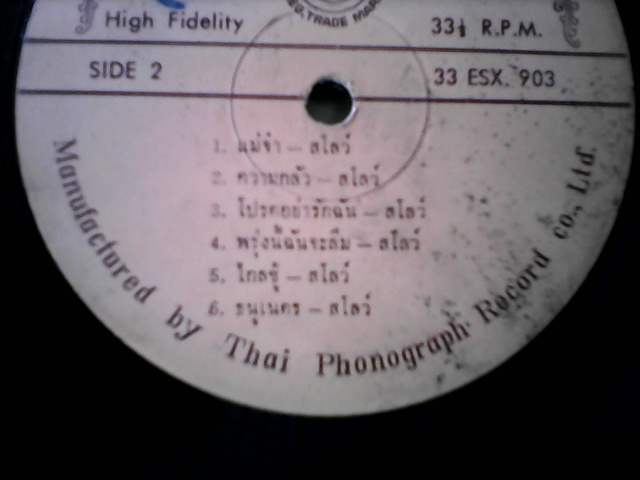 High Fidelity
REG. TRADE MARK
33⅓ R.P.M.
SIDE 2
33 ESX. 903
1. แม่จ๋า – สโลว์
2. ความกลัว – สโลว์
3. โปรดอย่ารักฉัน – สโลว์
4. พรุ่งนี้ฉันจะลืม – สโลว์
5. ไกลชู้ – สโลว์
6. ธนูเนตร – สโลว์
Manufactured by Thai Phonograph Record co., Ltd.